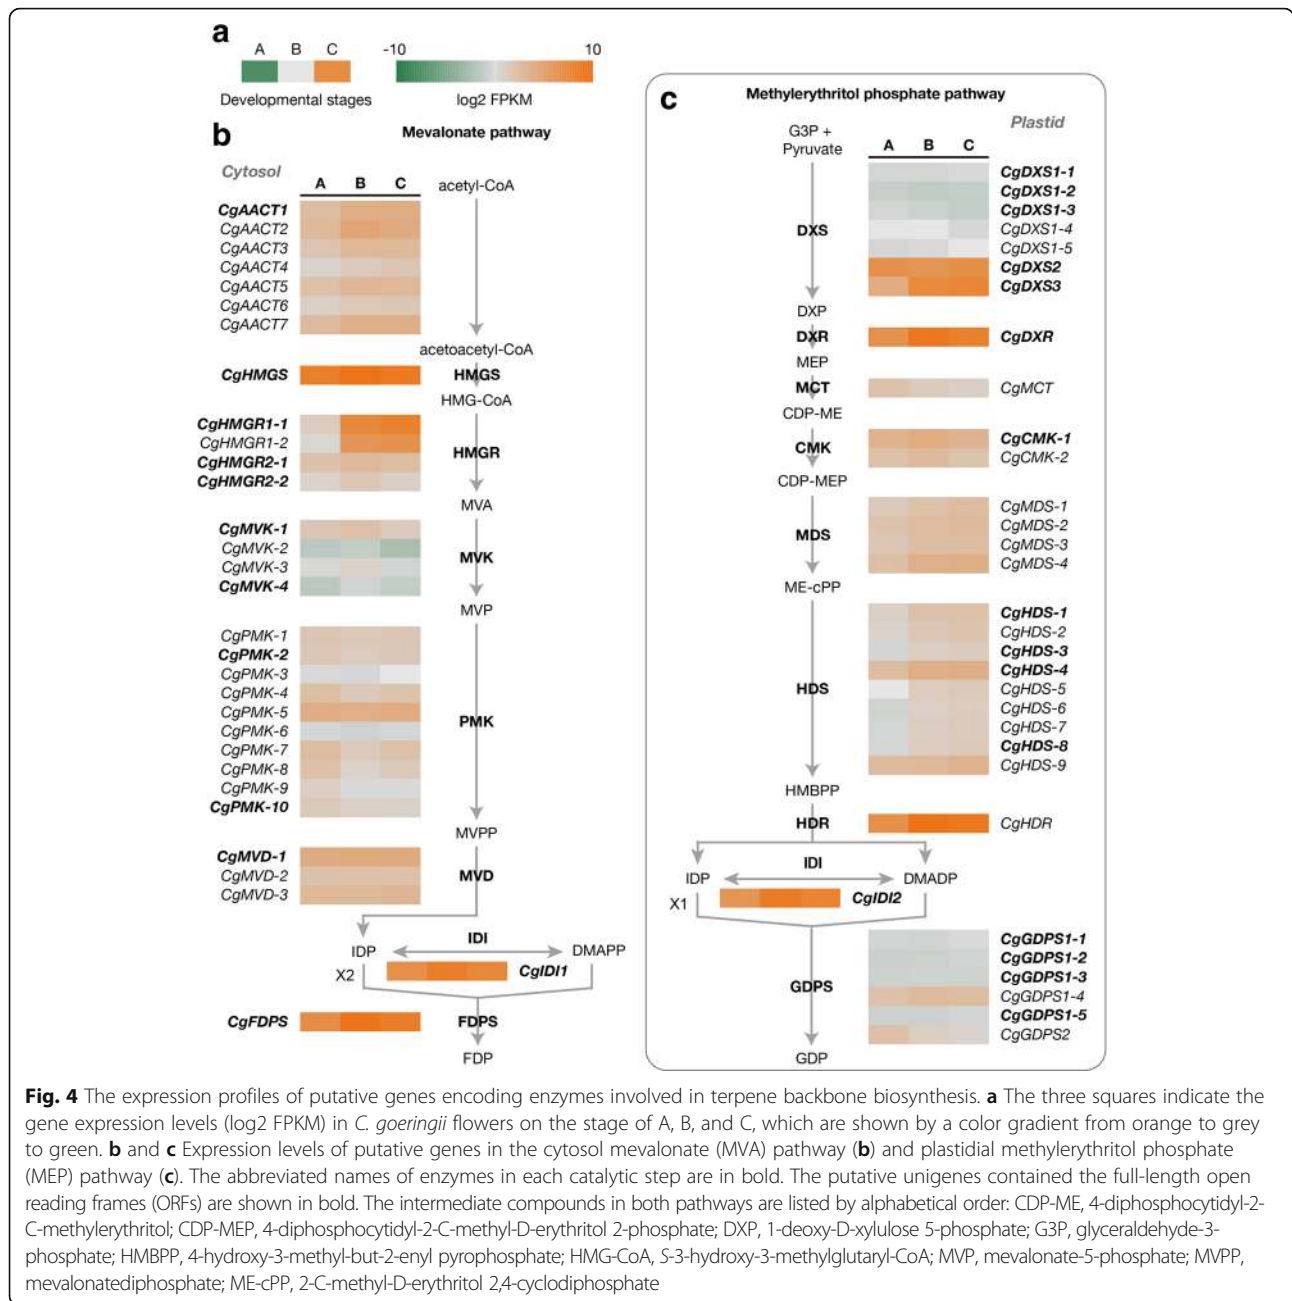 a
A B C
-10 10
Developmental stages
log2 FPKM
b
Mevalonate pathway
Cytosol
A B C
acetyl-CoA
CgAACT1
CgAACT2
CgAACT3
CgAACT4
CgAACT5
CgAACT6
CgAACT7
acetoacetyl-CoA
CgHMGS
HMGS
HMG-CoA
CgHMGR1-1
CgHMGR1-2
CgHMGR2-1
CgHMGR2-2
HMGR
MVA
CgMVK-1
CgMVK-2
CgMVK-3
CgMVK-4
MVK
MVP
CgPMK-1
CgPMK-2
CgPMK-3
CgPMK-4
CgPMK-5
CgPMK-6
CgPMK-7
CgPMK-8
CgPMK-9
CgPMK-10
PMK
MVPP
CgMVD-1
CgMVD-2
CgMVD-3
MVD
IDI
IDP
DMAPP
X2
CgIDI1
CgFDPS
FDPS
FDP
c
Methylerythritol phosphate pathway
Plastid
G3P +
Pyruvate
A B C
DXS
CgDXS1-1
CgDXS1-2
CgDXS1-3
CgDXS1-4
CgDXS1-5
CgDXS2
CgDXS3
DXP
DXR
CgDXR
MEP
MCT
CgMCT
CDP-ME
CMK
CgCMK-1
CgCMK-2
CDP-MEP
MDS
CgMDS-1
CgMDS-2
CgMDS-3
CgMDS-4
ME-cPP
HDS
CgHDS-1
CgHDS-2
CgHDS-3
CgHDS-4
CgHDS-5
CgHDS-6
CgHDS-7
CgHDS-8
CgHDS-9
HMBPP
HDR
CgHDR
IDI
IDP
DMADP
X1
CgIDI2
GDPS
CgGDPS1-1
CgGDPS1-2
CgGDPS1-3
CgGDPS1-4
CgGDPS1-5
CgGDPS2
GDP
Fig. 4 The expression profiles of putative genes encoding enzymes involved in terpene backbone biosynthesis. a The three squares indicate the
gene expression levels (log2 FPKM) in C. goeringii flowers on the stage of A, B, and C, which are shown by a color gradient from orange to grey
to green. b and c Expression levels of putative genes in the cytosol mevalonate (MVA) pathway (b) and plastidial methylerythritol phosphate
(MEP) pathway (c). The abbreviated names of enzymes in each catalytic step are in bold. The putative unigenes contained the full-length open
reading frames (ORFs) are shown in bold. The intermediate compounds in both pathways are listed by alphabetical order: CDP-ME, 4-diphosphocytidyl-2-
C-methylerythritol; CDP-MEP, 4-diphosphocytidyl-2-C-methyl-D-erythritol 2-phosphate; DXP, 1-deoxy-D-xylulose 5-phosphate; G3P, glyceraldehyde-3-
phosphate; HMBPP, 4-hydroxy-3-methyl-but-2-enyl pyrophosphate; HMG-CoA, S-3-hydroxy-3-methylglutaryl-CoA; MVP, mevalonate-5-phosphate; MVPP,
mevalonatediphosphate; ME-cPP, 2-C-methyl-D-erythritol 2,4-cyclodiphosphate